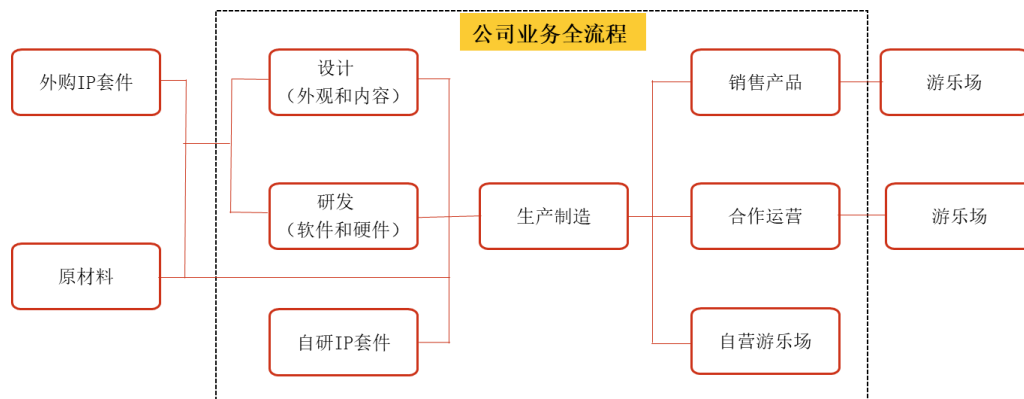 公司业务全流程
外购IP套件
设计
（外观和内容）
销售产品
游乐场
研发
（软件和硬件）
生产制造
合作运营
游乐场
原材料
自研IP套件
自营游乐场